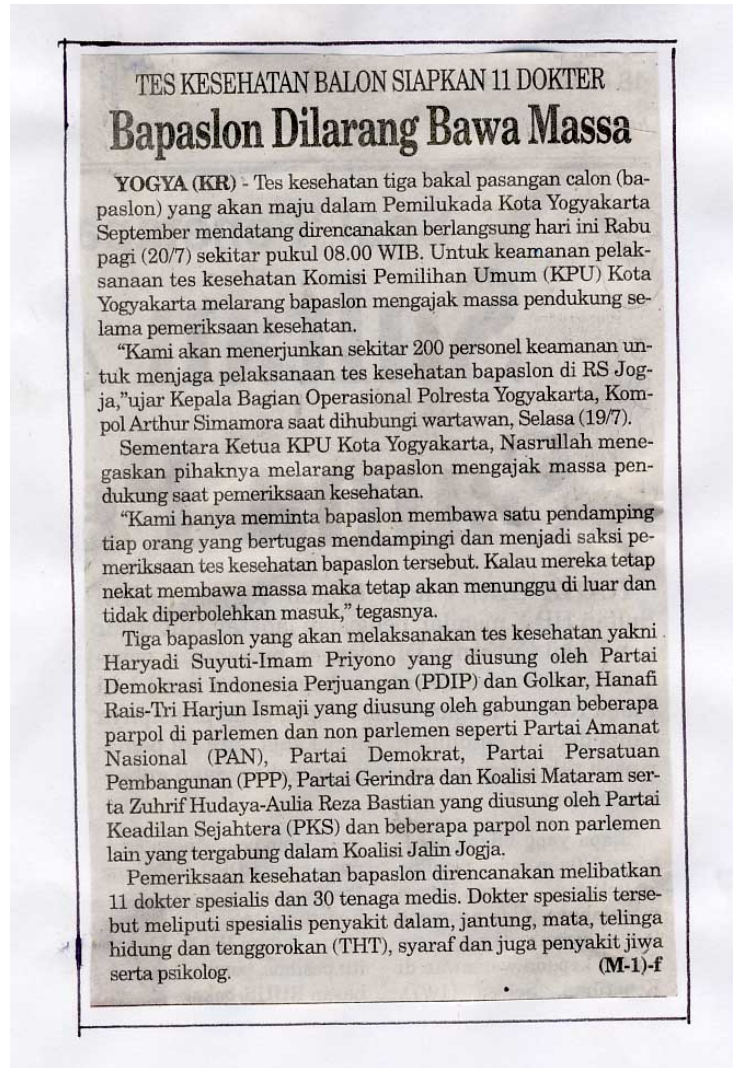 TES KESEHATAN BALON SIAPKAN 11 DOKTER
Bapaslon Dilarang Bawa Massa
YOGYA (KR) - Tes kesehatan tiga bakal pasangan calon (ba-
paslon) yang akan maju dalam Pemilukada Kota Yogyakarta
September mendatang direncanakan berlangsung hari ini Rabu
pagi (20/7) sekitar pukul 08.00 WIB. Untuk keamanan pelak-
sanaan tes kesehatan Komisi Pemilihan Umum (KPU) Kota
Yogyakarta melarang bapaslon mengajak massa pendukung se-
lama pemeriksaan kesehatan.
"Kami akan menerjunkan sekitar 200 personel keamanan un-
tuk menjaga pelaksanaan tes kesehatan bapaslon di RS Jog-
ja,"ujar Kepala Bagian Operasional Polresta Yogyakarta, Kom-
pol Arthur Simamora saat dihubungi wartawan, Selasa (19/7).
Sementara Ketua KPU Kota Yogyakarta, Nasrullah mene-
gaskan pihaknya melarang bapaslon mengajak massa pen-
dukung saat pemeriksaan kesehatan.
"Kami hanya meminta bapaslon membawa satu pendamping
tiap orang yang bertugas mendampingi dan menjadi saksi pe-
meriksaan tes kesehatan bapaslon tersebut. Kalau mereka tetap
nekat membawa massa maka tetap akan menunggu di luar dan
tidak diperbolehkan masuk," tegasnya.
Tiga bapaslon yang akan melaksanakan tes kesehatan yakni
Haryadi Suyuti-Imam Priyono yang diusung oleh Partai
Demokrasi Indonesia Perjuangan (PDIP) dan Golkar, Hanafi
Rais-Tri Harjun Ismaji yang diusung oleh gabungan beberapa
parpol di parlemen dan non parlemen seperti Partai Amanat
Nasional (PAN), Partai Demokrat, Partai Persatuan
Pembangunan (PPP), Partai Gerindra dan Koalisi Mataram ser-
ta Zuhrif Hudaya-Aulia Reza Bastian yang diusung oleh Partai
Keadilan Sejahtera (PKS) dan beberapa parpol non parlemen
lain yang tergabung dalam Koalisi Jalin Jogja.
Pemeriksaan kesehatan bapaslon direncanakan melibatkan
11 dokter spesialis dan 30 tenaga medis. Dokter spesialis terse-
but meliputi spesialis penyakit dalam, jantung, mata, telinga
hidung dan tenggorokan (THT), syaraf dan juga penyakit jiwa
serta psikolog. (M-1)-f